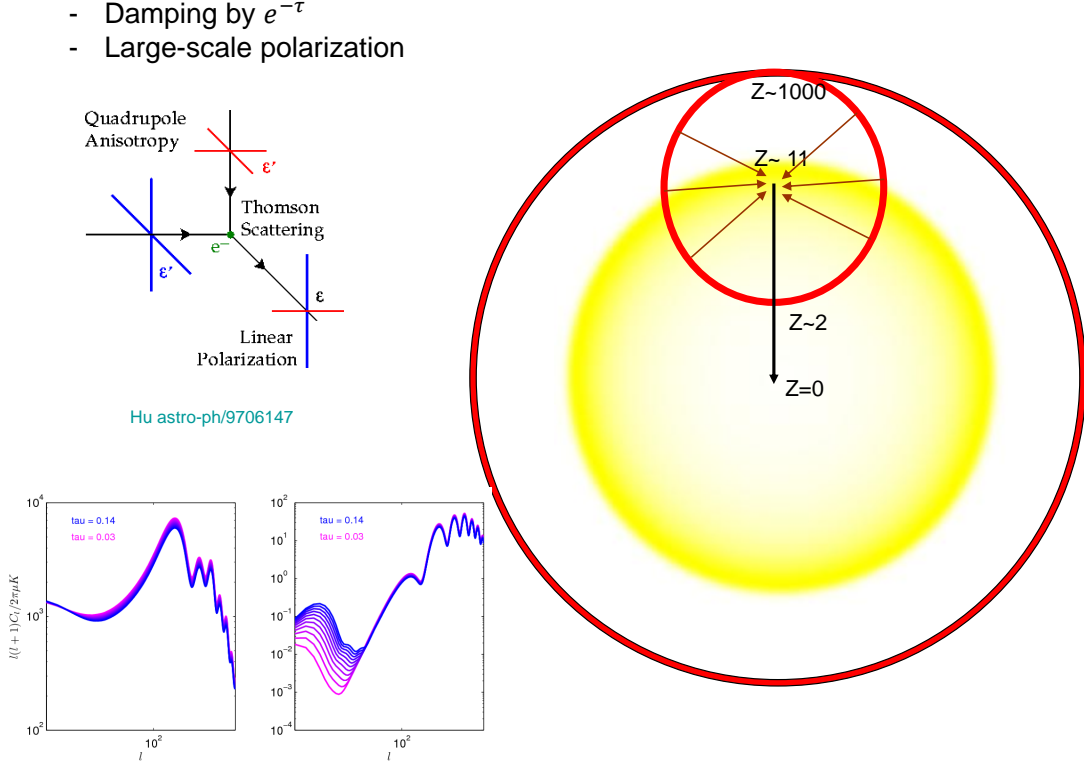 - Damping by e^{-τ}
- Large-scale polarization
Quadrupole
Anisotropy
ε′
Thomson
Scattering
e−
ε′
ε
Linear
Polarization
Hu astro-ph/9706147
Z~1000
Z~ 11
Z~2
Z=0
10^4
10^3
10^2
l(l+1)C_l/2πμK
tau = 0.14
tau = 0.03
10^2
l
10^2
10^1
10^0
10^{-1}
10^{-2}
10^{-3}
10^{-4}
tau = 0.14
tau = 0.03
10^2
l